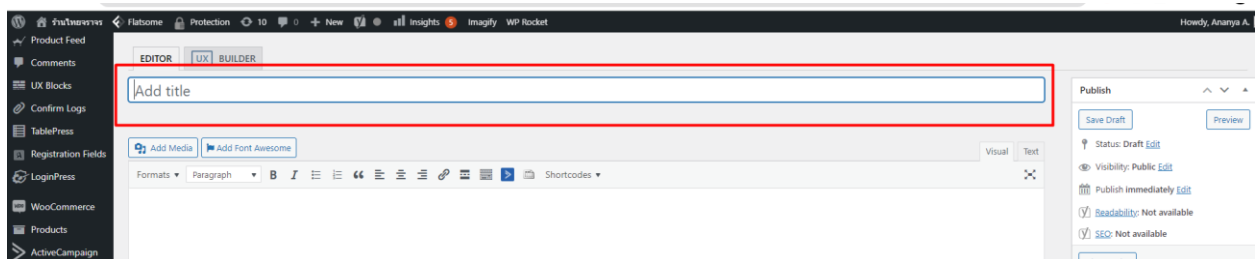 ร้านไทยจราจร Flatsome Protection 10 0 New Insights 5 Imagify WP Rocket Howdy, Ananya A.
Product Feed
Comments
UX Blocks
Confirm Logs
TablePress
Registration Fields
LoginPress
WooCommerce
Products
ActiveCampaign
EDITOR UX BUILDER
Add title
Add Media Add Font Awesome Visual Text
Formats Paragraph B I Shortcodes
Publish
Save Draft Preview
Status: Draft Edit
Visibility: Public Edit
Publish immediately Edit
Readability: Not available
SEO: Not available